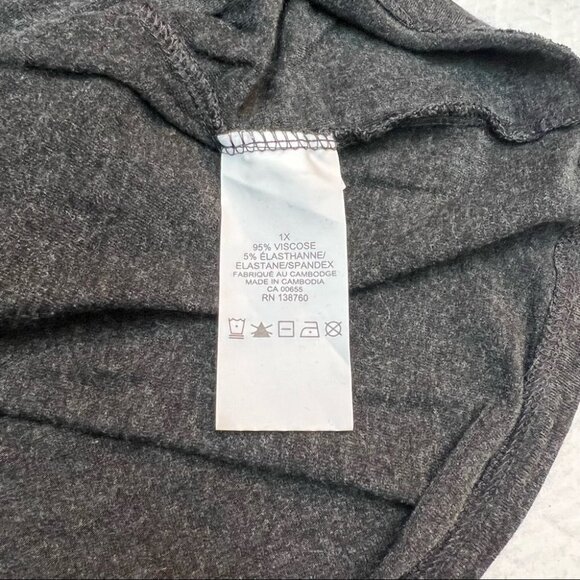 1X
95% VISCOSE
5% ÉLASTHANNE/
ELASTANE/SPANDEX
FABRIQUÉ AU CAMBODGE
MADE IN CAMBODIA
CA 00655
RN 138760